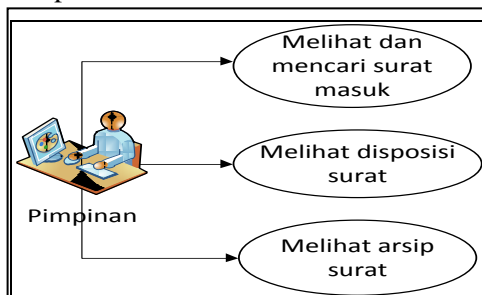 Melihat dan
mencari surat
masuk
Melihat disposisi
surat
Pimpinan
Melihat arsip
surat